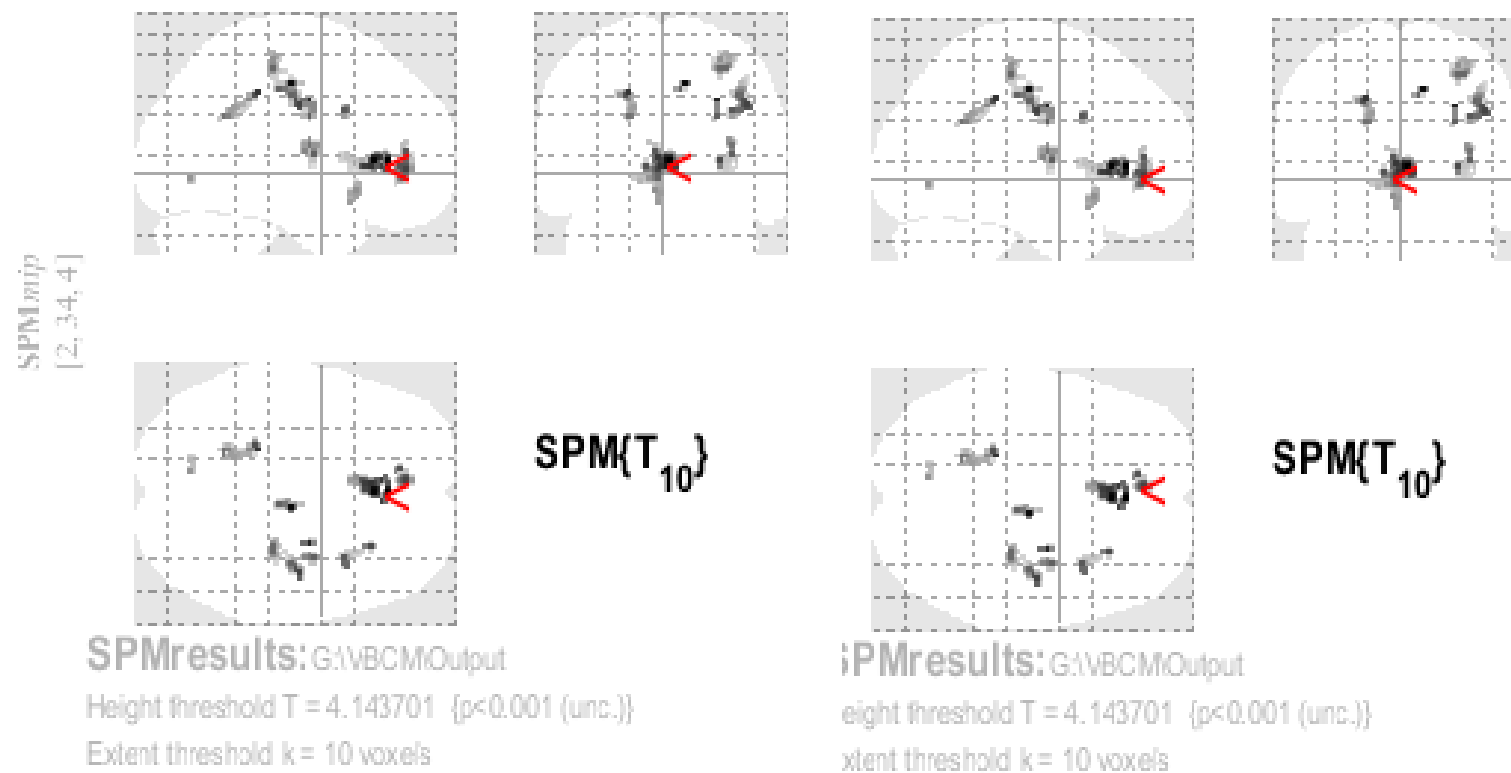 SPMmip
[2, 34, 4]
SPM{T10}
SPMresults: G:\VBCM\Output
Height threshold T = 4.143701 {p<0.001 (unc.)}
Extent threshold k = 10 voxels
SPM{T10}
SPMresults: G:\VBCM\Output
eight threshold T = 4.143701 {p<0.001 (unc.)}
xtent threshold k = 10 voxels